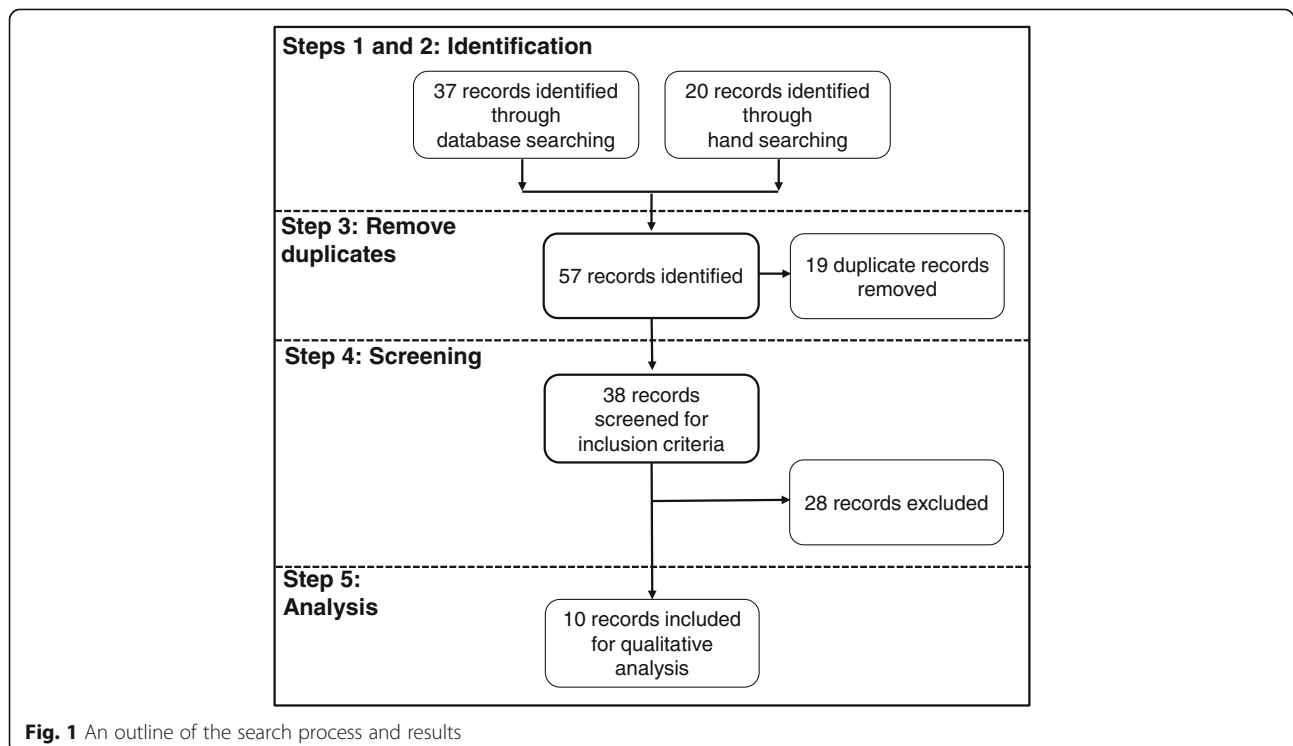 Steps 1 and 2: Identification
37 records identified
through
database searching
20 records identified
through
hand searching
Step 3: Remove
duplicates
57 records identified
19 duplicate records
removed
Step 4: Screening
38 records
screened for
inclusion criteria
28 records excluded
Step 5:
Analysis
10 records included
for qualitative
analysis
Fig. 1 An outline of the search process and results